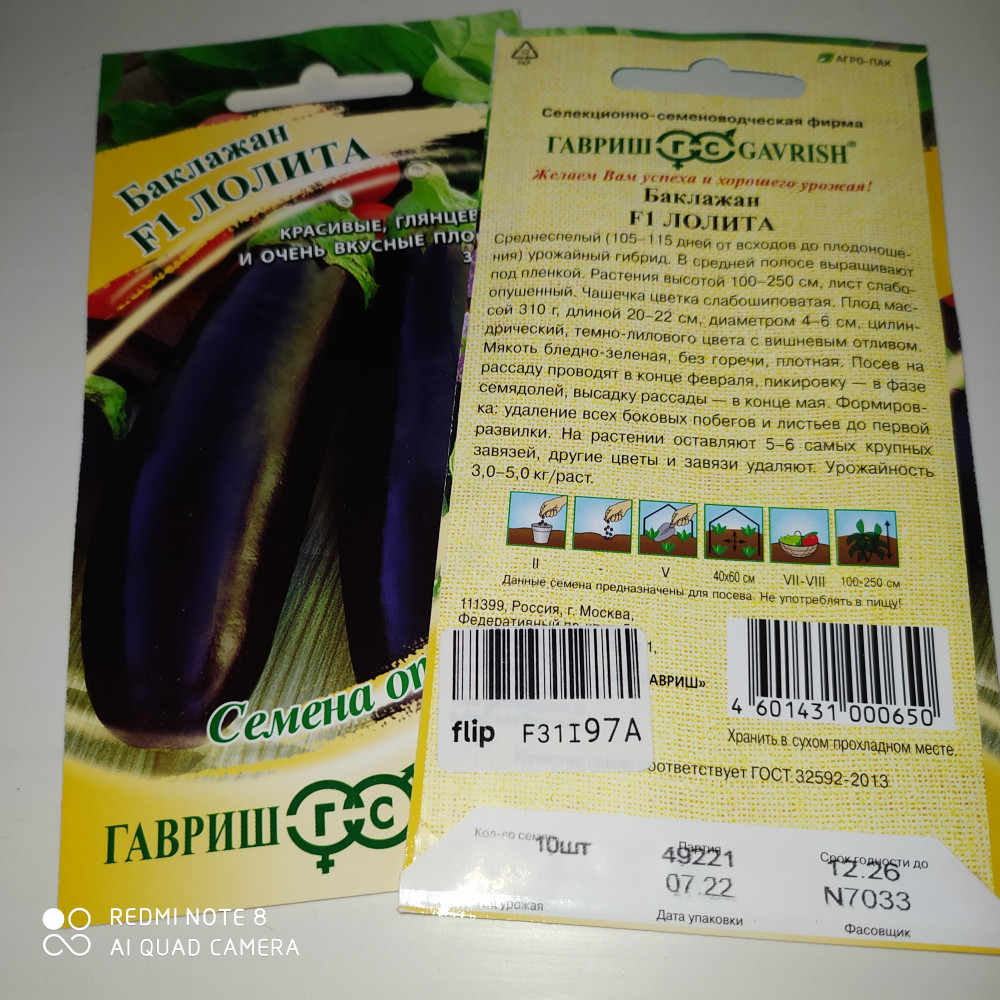 Баклажан
F1 ЛОЛИТА
КРАСИВЫЕ, ГЛЯНЦЕВ
И ОЧЕНЬ ВКУСНЫЕ ПЛО
Семена от
ГАВРИШ ГС
АГРО-ПАК
Селекционно-семеноводческая фирма
ГАВРИШ ГС GAVRISH®
Желаем Вам успеха и хорошего урожая!
Баклажан
F1 ЛОЛИТА
Среднеспелый (105–115 дней от всходов до плодоноше-
ния) урожайный гибрид. В средней полосе выращивают
под пленкой. Растения высотой 100–250 см, лист слабо-
опушенный. Чашечка цветка слабошиповатая. Плод мас-
сой 310 г, длиной 20–22 см, диаметром 4–6 см, цилин-
дрический, темно-лилового цвета с вишневым отливом.
Мякоть бледно-зеленая, без горечи, плотная. Посев на
рассаду проводят в конце февраля, пикировку — в фазе
семядолей, высадку рассады — в конце мая. Формиров-
ка: удаление всех боковых побегов и листьев до первой
развилки. На растении оставляют 5–6 самых крупных
завязей, другие цветы и завязи удаляют. Урожайность
3,0–5,0 кг/раст.
II - V 40х60 см VII-VIII 100-250 см
Данные семена предназначены для посева. Не употреблять в пищу!
111399, Россия, г. Москва,
Федеративный
АВРИШ»
flip F31I97A
4 601431 000650
Хранить в сухом прохладном месте.
оответствует ГОСТ 32592-2013
Кол-во семян Партия Срок годности до
10шт 49221 12.26
07.22 N7033
урожая Дата упаковки Фасовщик
REDMI NOTE 8
AI QUAD CAMERA